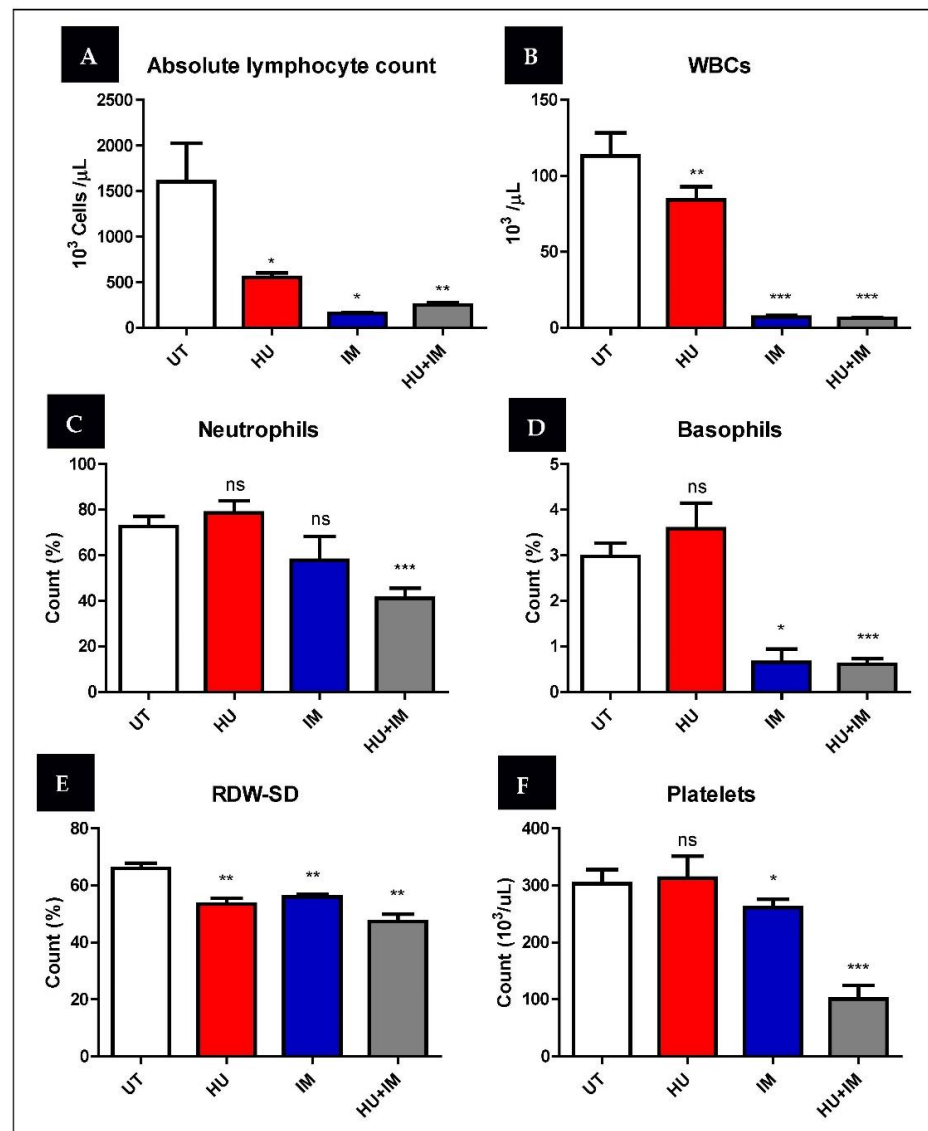 A
Absolute lymphocyte count
10³ Cells /μL
2500
2000
1500
1000
500
0
*
*
**
UT
HU
IM
HU+IM
B
WBCs
10³ /μL
150
100
50
0
**
***
***
UT
HU
IM
HU+IM
C
Neutrophils
Count (%)
100
80
60
40
20
0
ns
ns
***
UT
HU
IM
HU+IM
D
Basophils
Count (%)
5
4
3
2
1
0
ns
*
***
UT
HU
IM
HU+IM
E
RDW-SD
Count (%)
80
60
40
20
0
**
**
**
UT
HU
IM
HU+IM
F
Platelets
Count (10³/uL)
400
300
200
100
0
ns
*
***
UT
HU
IM
HU+IM